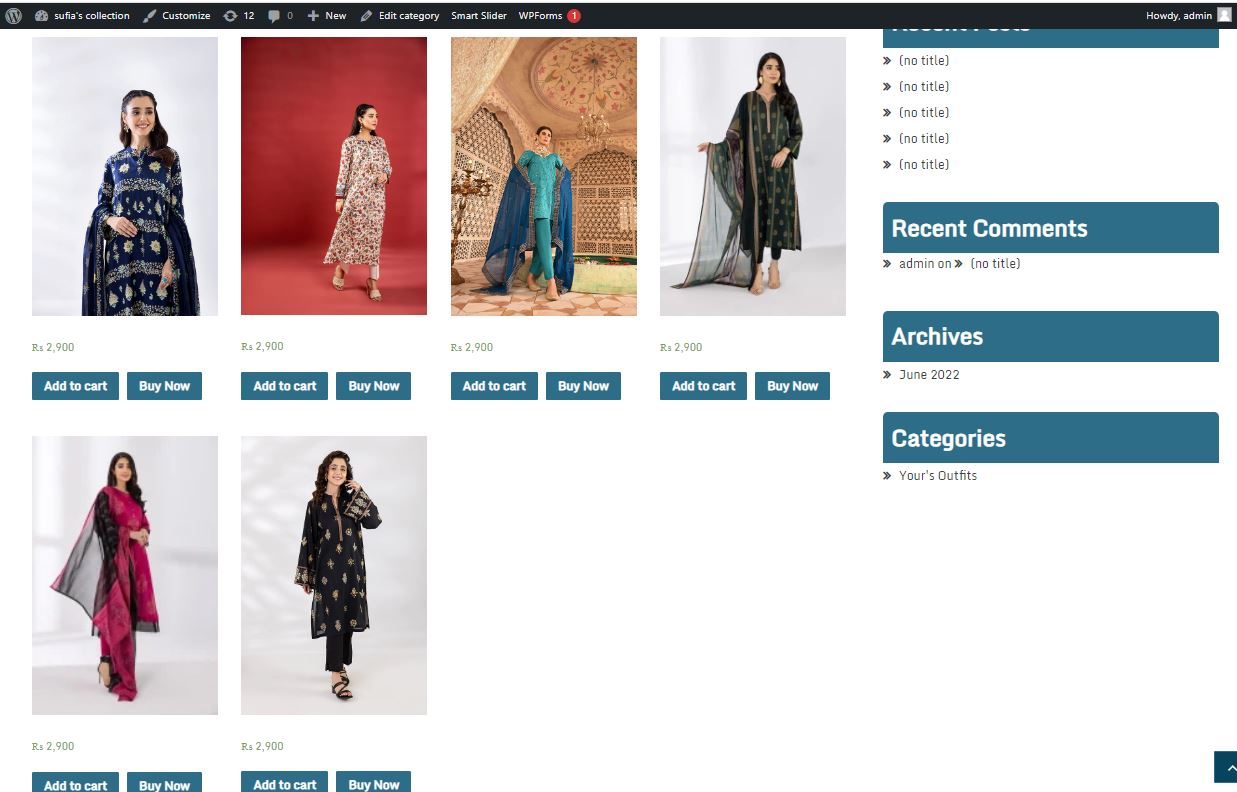 sufia's collection Customize 12 0 New Edit category Smart Slider WPForms 1 Howdy, admin
Rs 2,900 Rs 2,900 Rs 2,900 Rs 2,900
Add to cart Buy Now Add to cart Buy Now Add to cart Buy Now Add to cart Buy Now
Rs 2,900 Rs 2,900
Add to cart Buy Now Add to cart Buy Now
Recent Posts
(no title)
(no title)
(no title)
(no title)
(no title)
Recent Comments
admin on » (no title)
Archives
June 2022
Categories
Your's Outfits